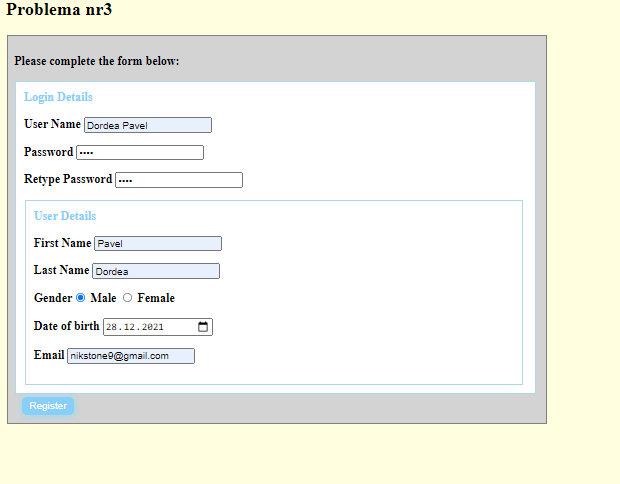 Problema nr3
Please complete the form below:
Login Details
User Name Dordea Pavel
Password ····
Retype Password ····
User Details
First Name Pavel
Last Name Dordea
Gender Male Female
Date of birth 28.12.2021
Email nikstone9@gmail.com
Register